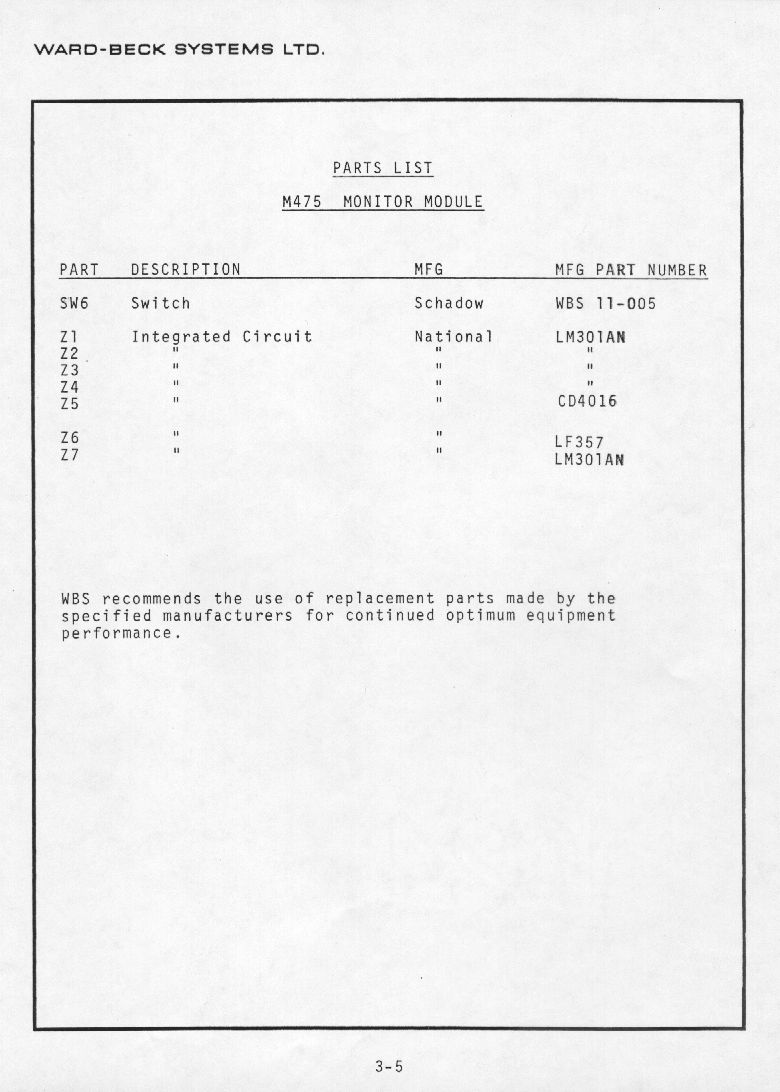 WARD-BECK SYSTEMS LTD.
PARTS LIST
M475 MONITOR MODULE
PART DESCRIPTION MFG MFG PART NUMBER
SW6 Switch Schadow WBS 11-005
Z1 Integrated Circuit National LM301AN
Z2 " " "
Z3 " " "
Z4 " " "
Z5 " " CD4016
Z6 " " LF357
Z7 " " LM301AN
WBS recommends the use of replacement parts made by the
specified manufacturers for continued optimum equipment
performance.
3-5